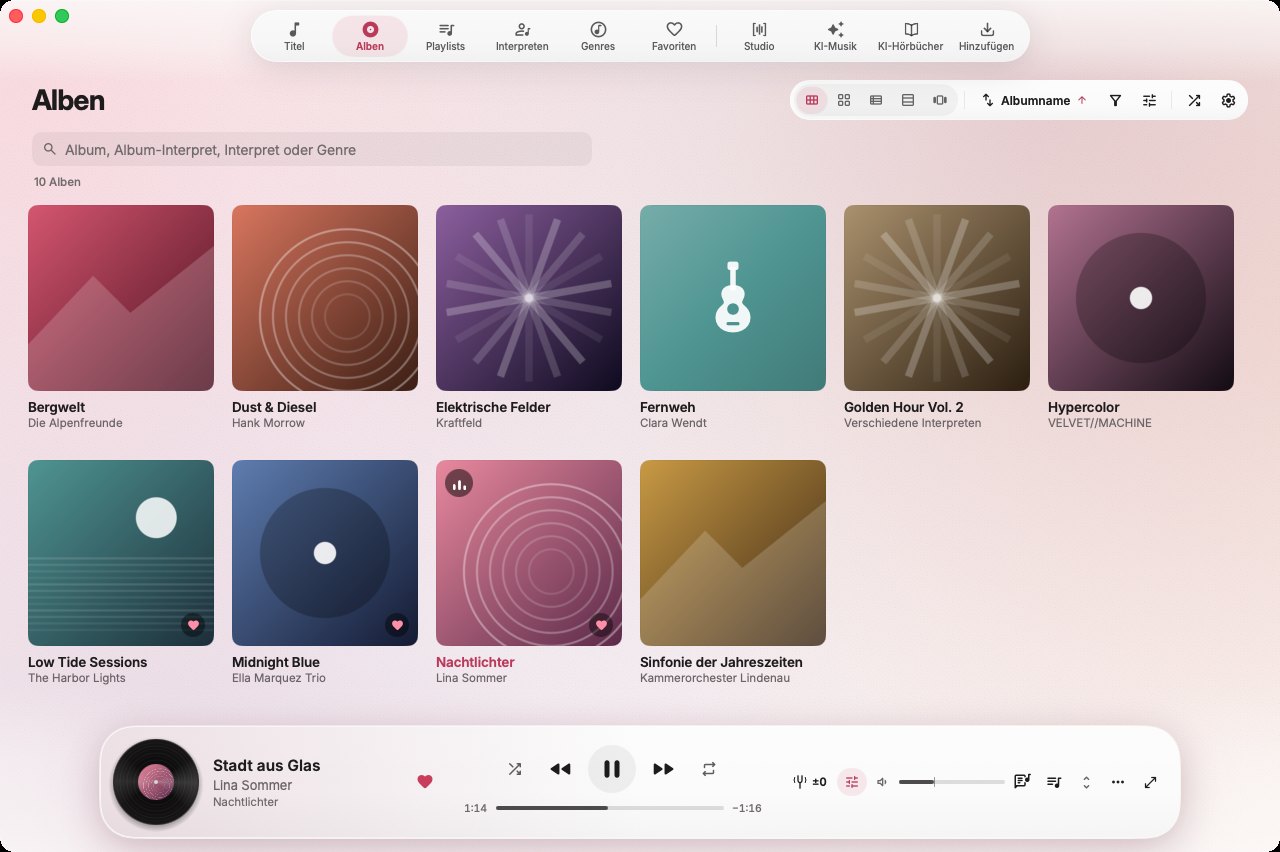 Titel
Alben
Playlists
Interpreten
Genres
Favoriten
Studio
KI-Musik
KI-Hörbücher
Hinzufügen
Alben
Albumname
Album, Album-Interpret, Interpret oder Genre
10 Alben
Bergwelt
Die Alpenfreunde
Dust & Diesel
Hank Morrow
Elektrische Felder
Kraftfeld
Fernweh
Clara Wendt
Golden Hour Vol. 2
Verschiedene Interpreten
Hypercolor
VELVET//MACHINE
Low Tide Sessions
The Harbor Lights
Midnight Blue
Ella Marquez Trio
Nachtlichter
Lina Sommer
Sinfonie der Jahreszeiten
Kammerorchester Lindenau
Stadt aus Glas
Lina Sommer
Nachtlichter
1:14
−1:16
±0